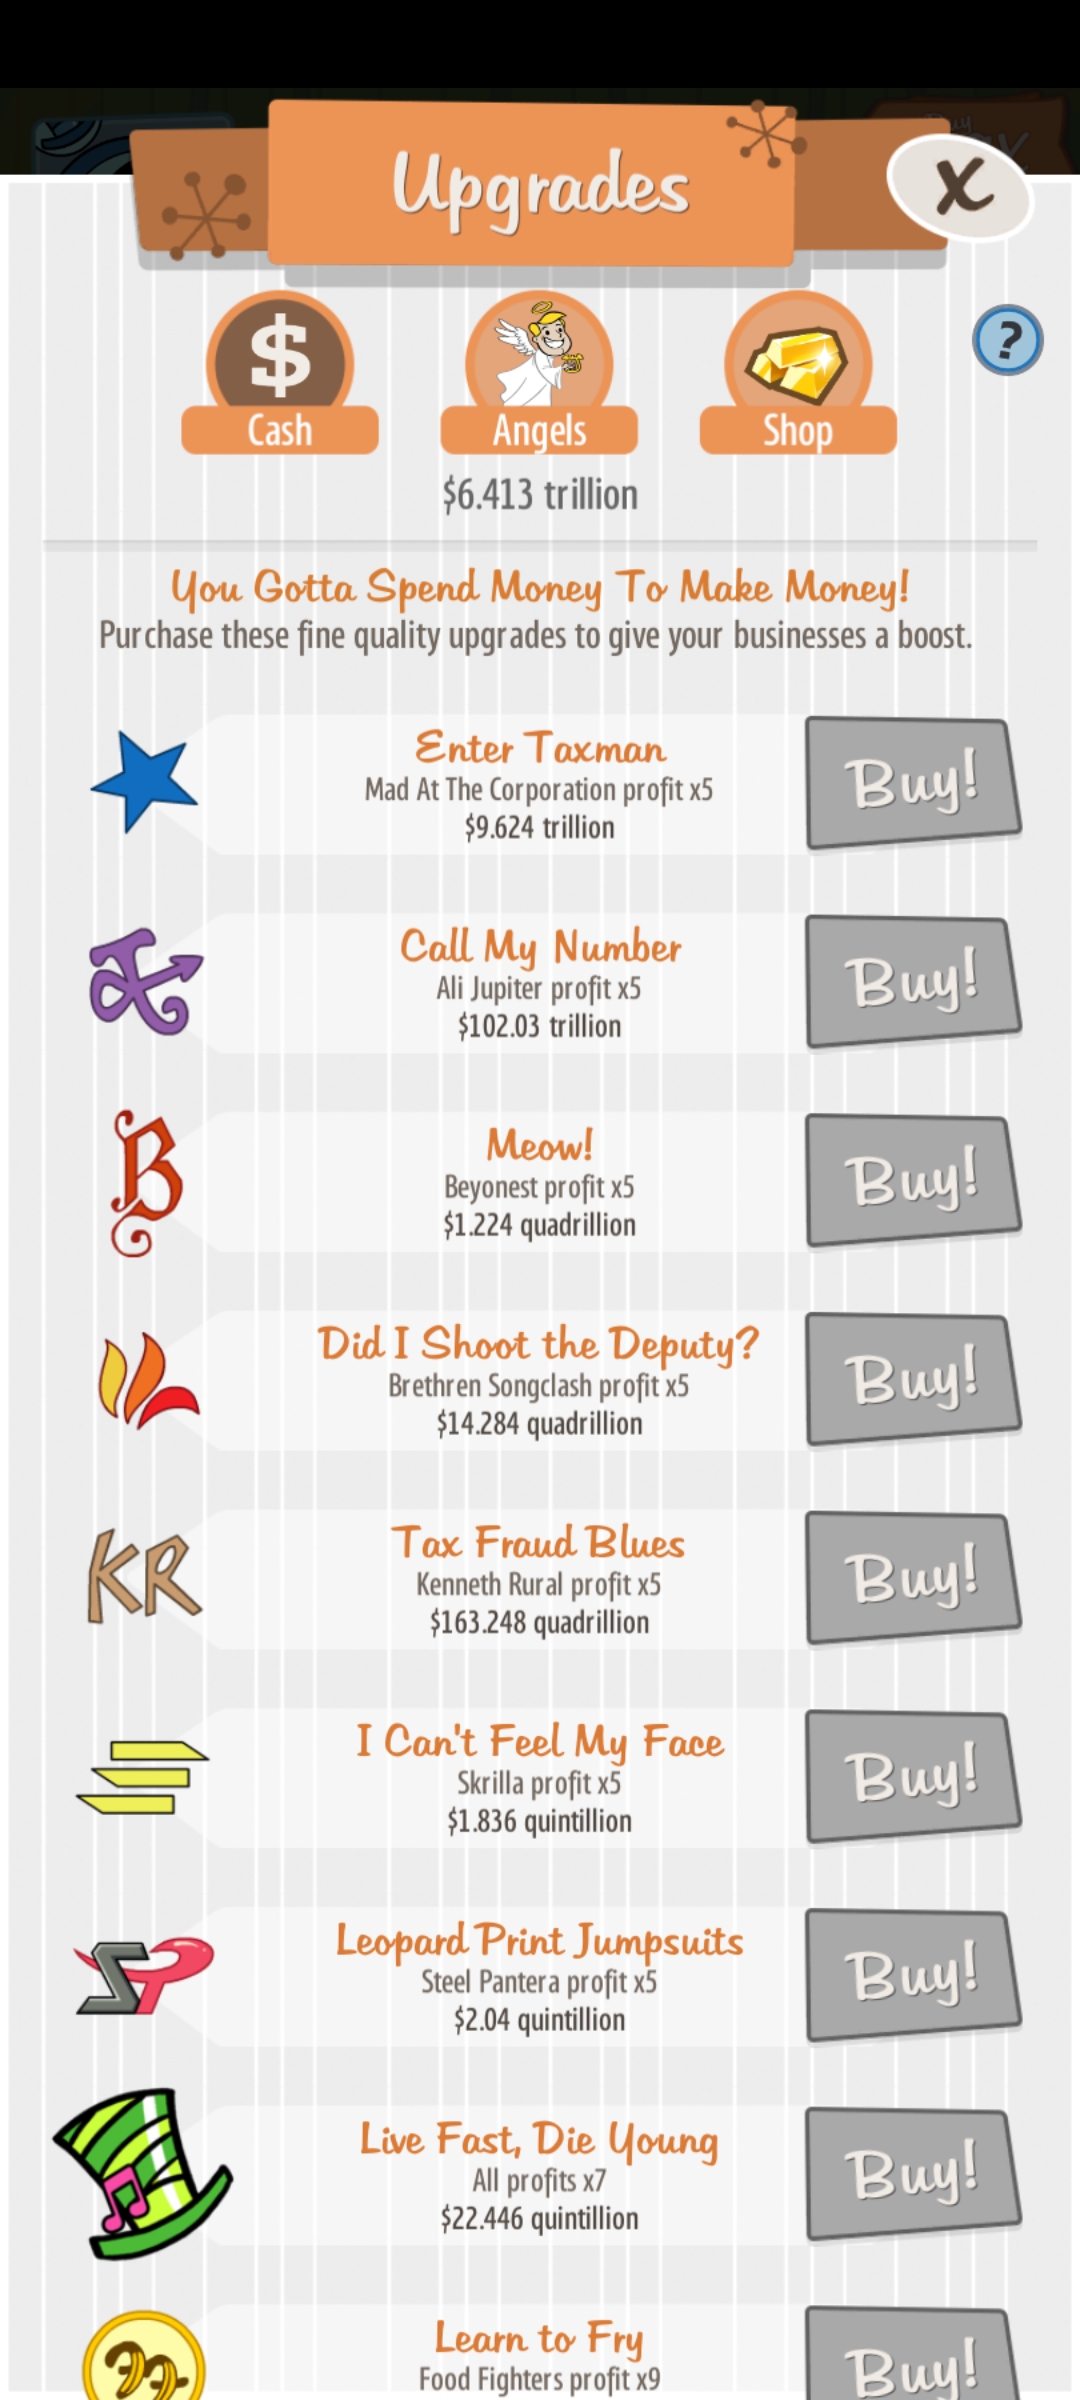 Upgrades
X
$
?
Cash
Angels
Shop
$6.413 trillion
You Gotta Spend Money To Make Money!
Purchase these fine quality upgrades to give your businesses a boost.
Enter Taxman
Mad At The Corporation profit x5
$9.624 trillion
Buy!
Call My Number
Ali Jupiter profit x5
$102.03 trillion
Buy!
B
Meow!
Beyonest profit x5
$1.224 quadrillion
Buy!
Did I Shoot the Deputy?
Brethren Songclash profit x5
$14.284 quadrillion
Buy!
KR
Tax Fraud Blues
Kenneth Rural profit x5
$163.248 quadrillion
Buy!
I Can't Feel My Face
Skrilla profit x5
$1.836 quintillion
Buy!
SP
Leopard Print Jumpsuits
Steel Pantera profit x5
$2.04 quintillion
Buy!
Live Fast, Die Young
All profits x7
$22.446 quintillion
Buy!
Learn to Fry
Food Fighters profit x9
Buy!